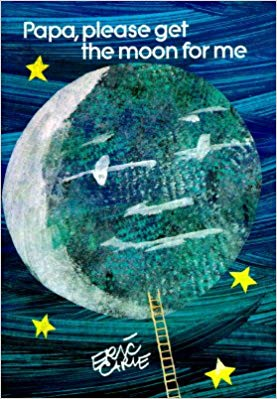 Papa, please get
the moon for me
ERIC
CARLE